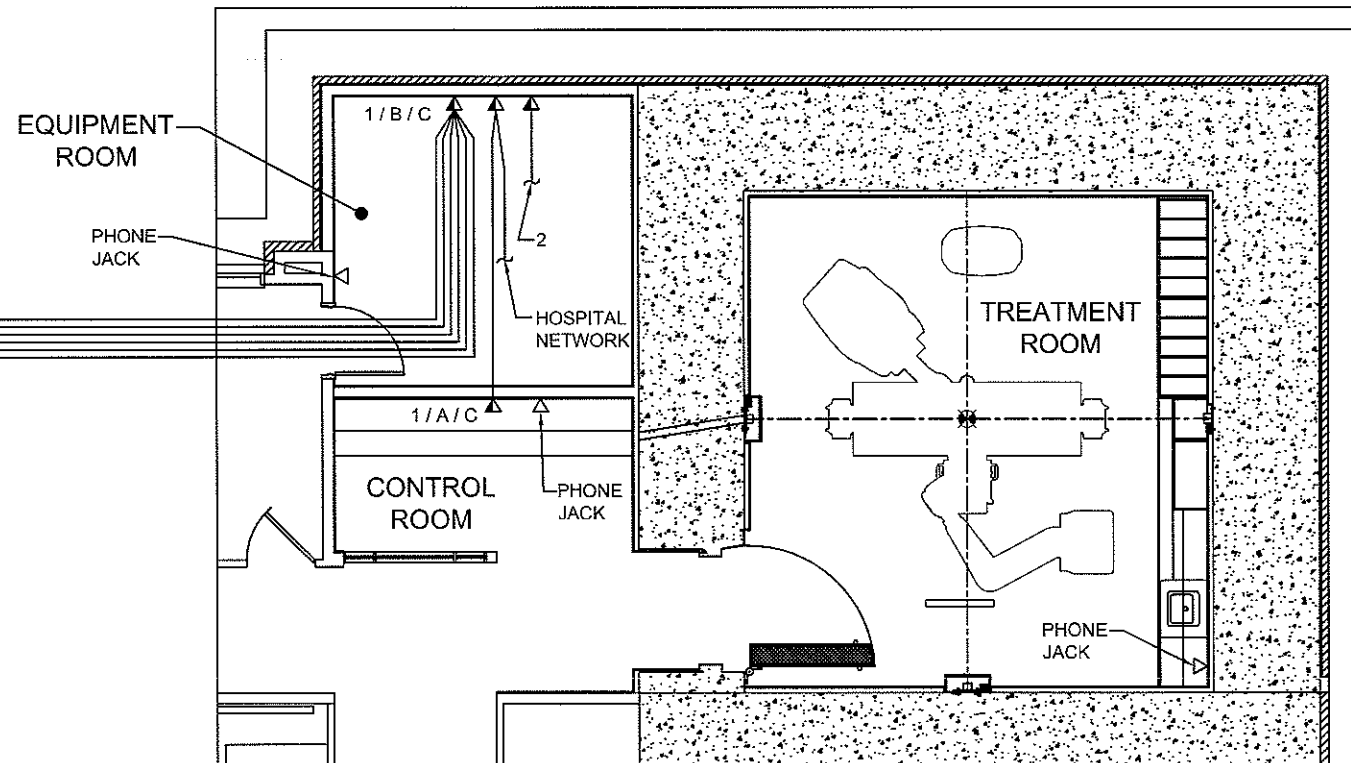 1 / B / C
EQUIPMENT
ROOM
PHONE
JACK
2
HOSPITAL
NETWORK
TREATMENT
ROOM
1 / A / C
CONTROL
ROOM
PHONE
JACK
PHONE
JACK